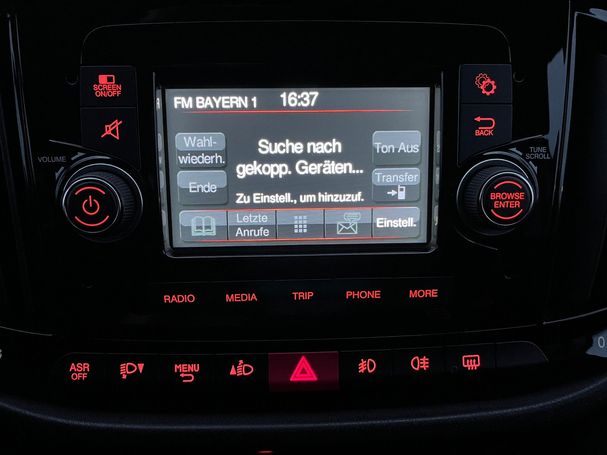 SCREEN
ON/OFF
FM BAYERN 1 16:37
Wahl-
wiederh.
Suche nach
gekopp. Geräten...
Ton Aus
BACK
VOLUME
TUNE
SCROLL
Ende
Zu Einstell., um hinzuzuf.
Transfer
BROWSE
ENTER
Letzte
Anrufe
Einstell.
RADIO MEDIA TRIP PHONE MORE
ASR
OFF
MENU
0